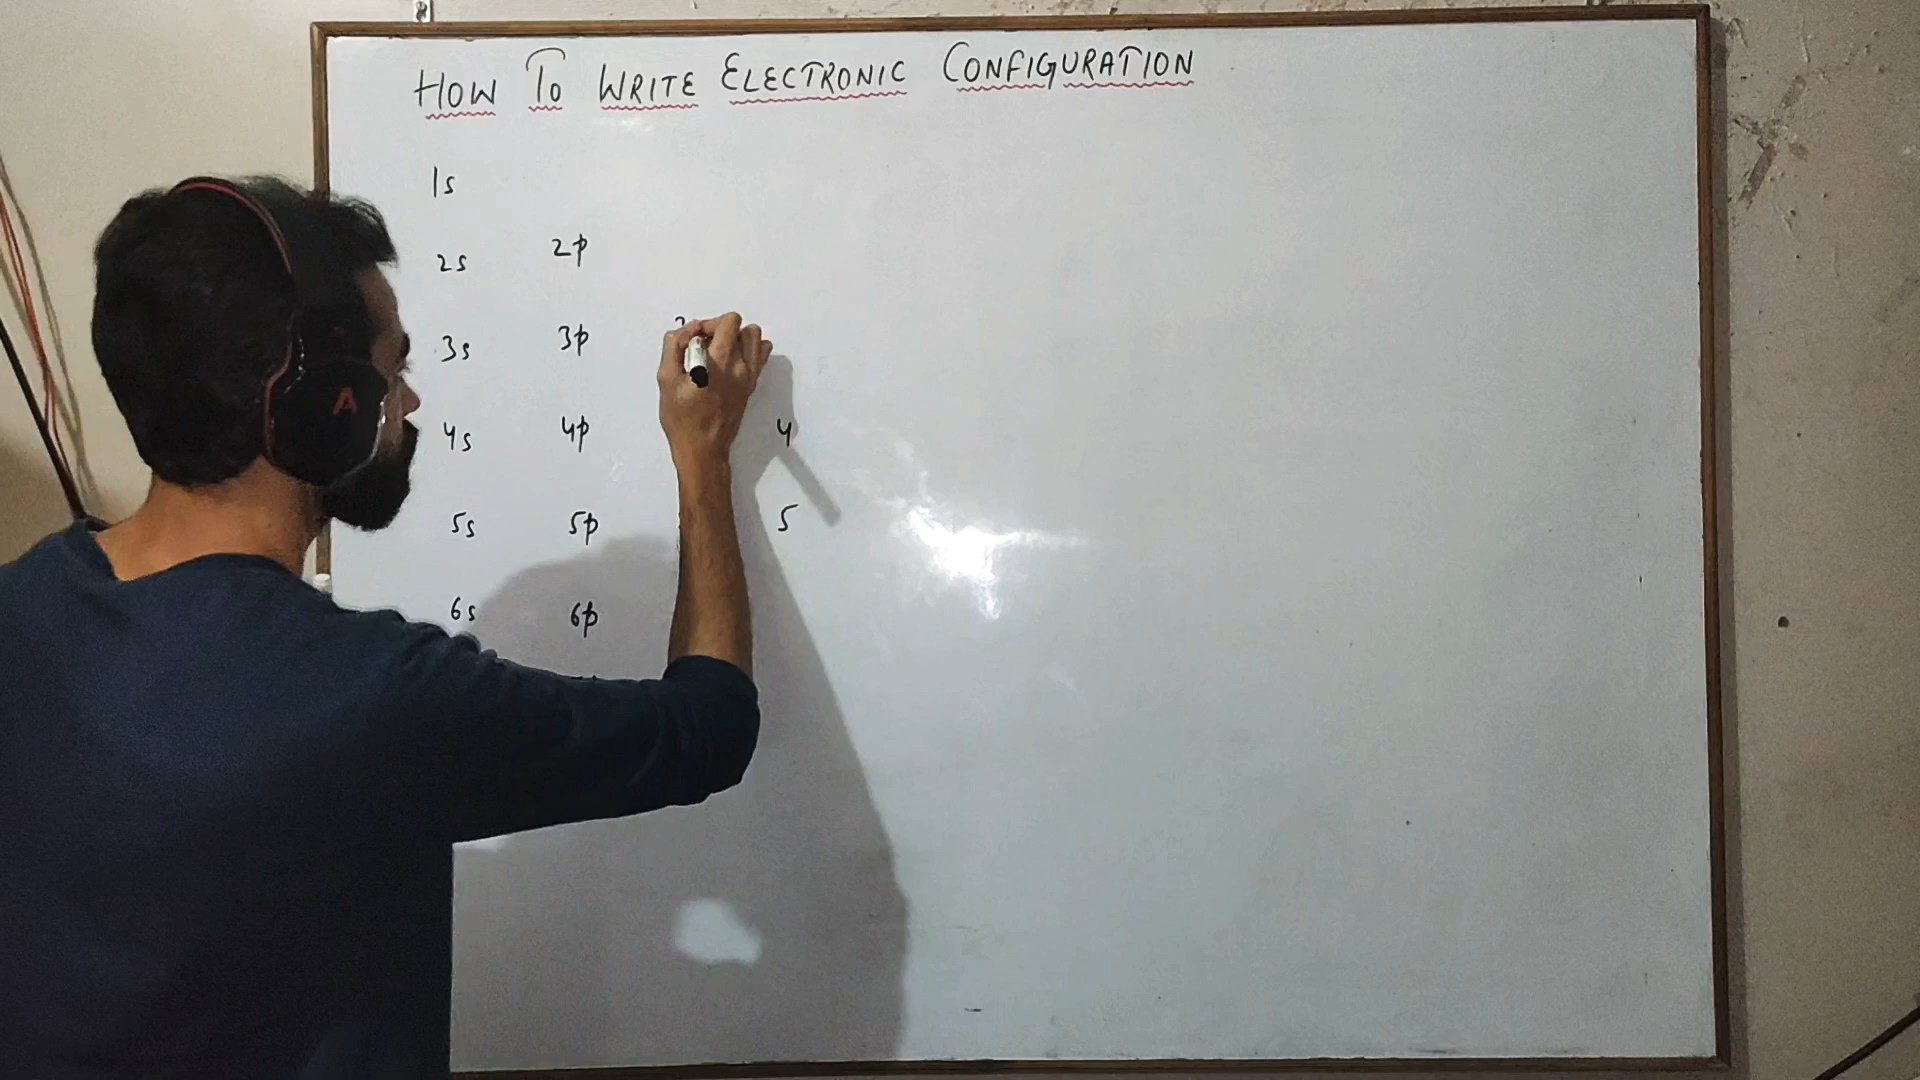 HOW TO WRITE ELECTRONIC CONFIGURATION
1s
2s 2p
3s 3p
4s 4p 4
5s 5p 5
6s 6p
A